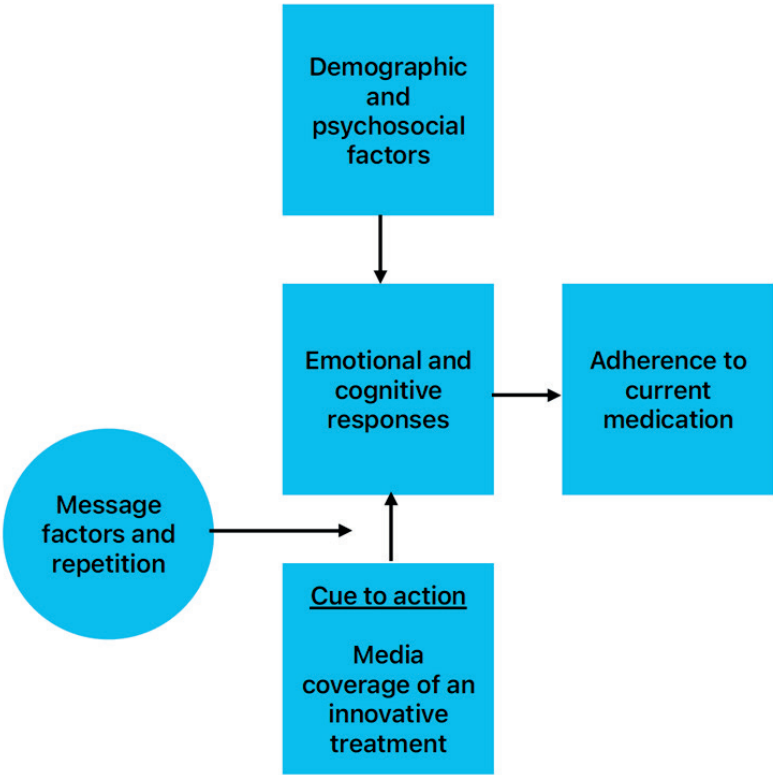 Demographic
and
psychosocial
factors
Emotional and
cognitive
responses
Adherence to
current
medication
Message
factors and
repetition
Cue to action
Media
coverage of an
innovative
treatment